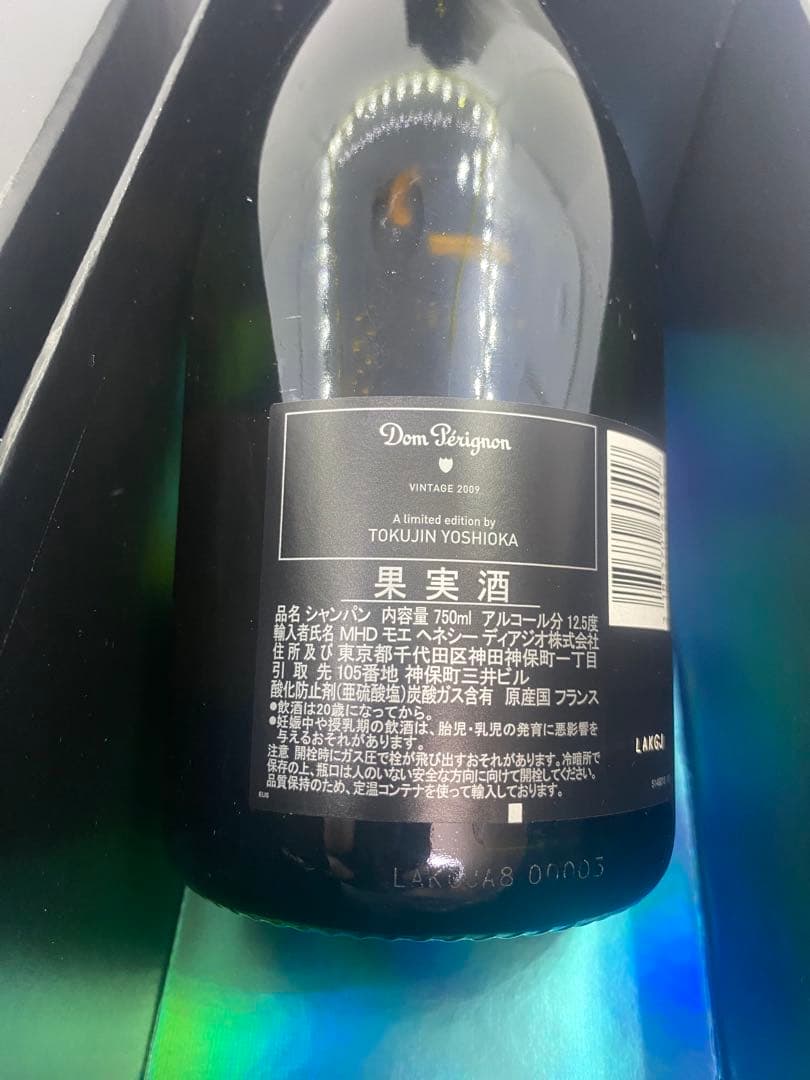 Dom Pérignon
VINTAGE 2009
A limited edition by
TOKUJIN YOSHIOKA
果実酒
品名 シャンパン 内容量 750ml アルコール分 12.5度
輸入者氏名 MHD モエ ヘネシー ディアジオ株式会社
住所及び 東京都千代田区神田神保町一丁目
引取先 105番地 神保町三井ビル
酸化防止剤(亜硫酸塩)炭酸ガス含有 原産国 フランス
●飲酒は20歳になってから。
●妊娠中や授乳期の飲酒は、胎児・乳児の発育に悪影響を
与えるおそれがあります。
注意 開栓時にガス圧で栓が飛び出すおそれがあります。冷暗所で
保存の上、瓶口は人のいない安全な方向に向けて開栓してください。
品質保持のため、定温コンテナを使って輸入しております。
LAKGJ